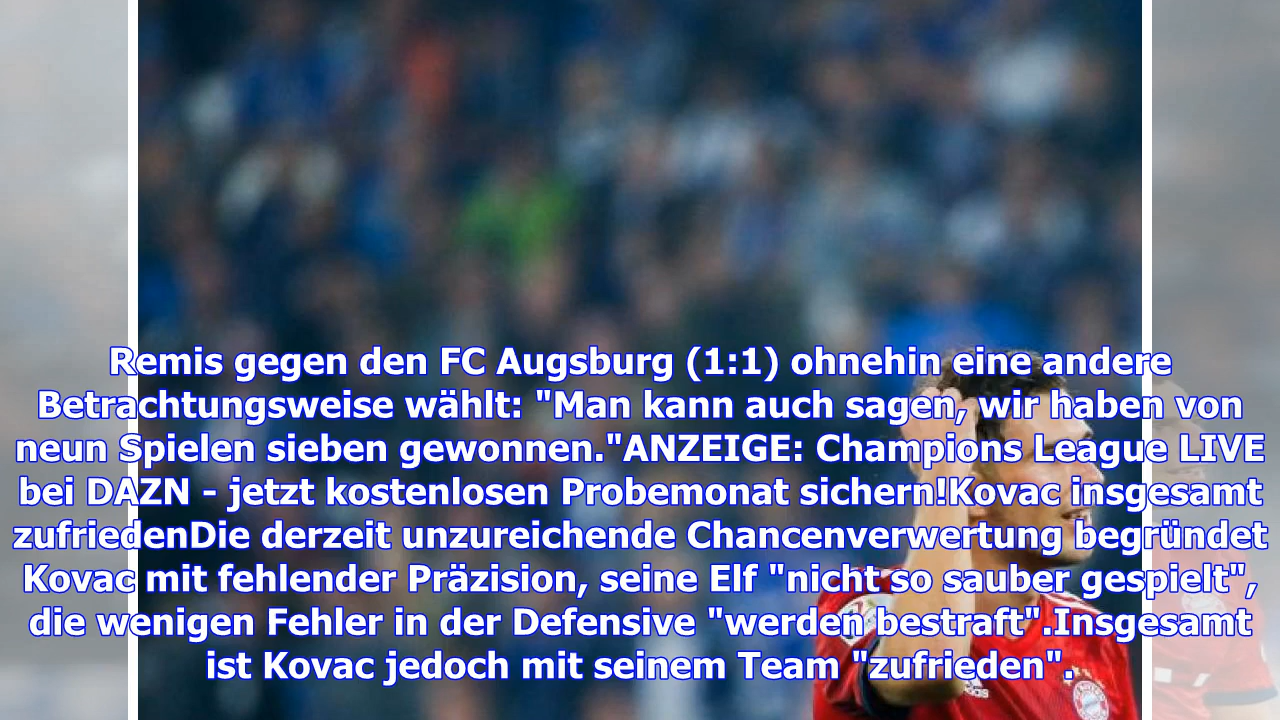 Remis gegen den FC Augsburg (1:1) ohnehin eine andere
Betrachtungsweise wählt: "Man kann auch sagen, wir haben von
neun Spielen sieben gewonnen."ANZEIGE: Champions League LIVE
bei DAZN - jetzt kostenlosen Probemonat sichern!Kovac insgesamt
zufriedenDie derzeit unzureichende Chancenverwertung begründet
Kovac mit fehlender Präzision, seine Elf "nicht so sauber gespielt",
die wenigen Fehler in der Defensive "werden bestraft".Insgesamt
ist Kovac jedoch mit seinem Team "zufrieden".